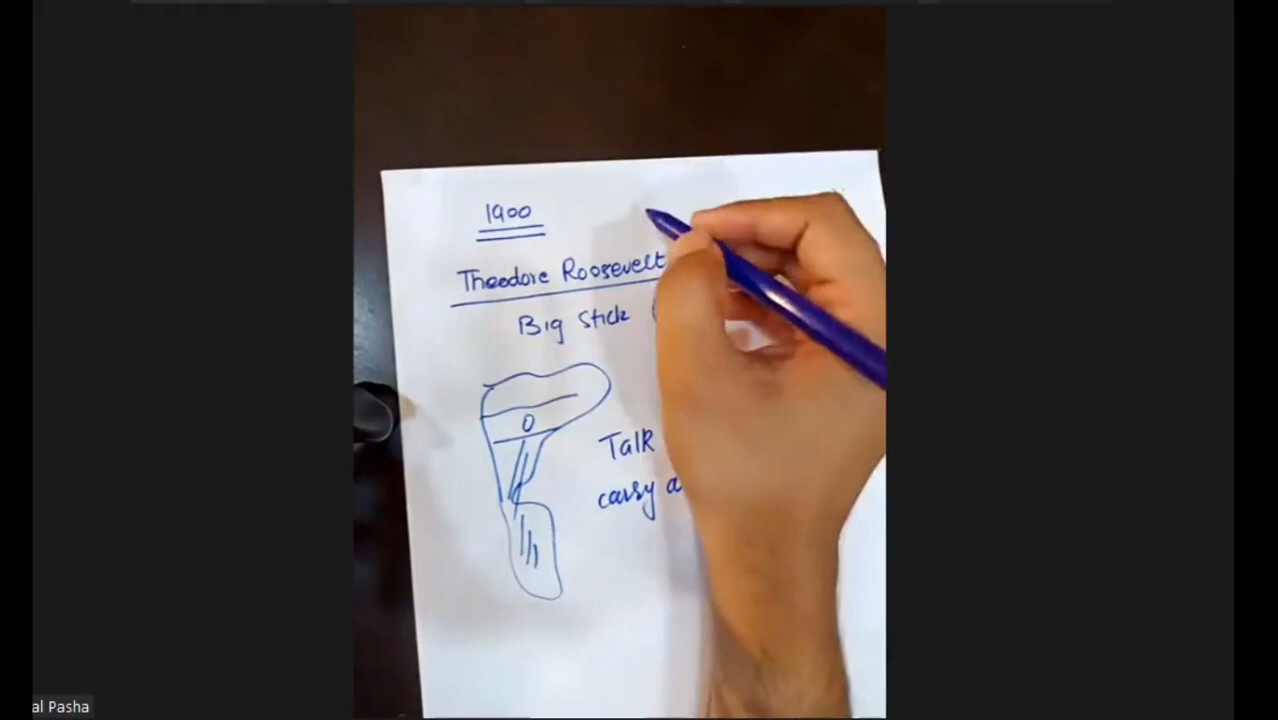 1900
Theodore Roosevelt
Big Stick
O
Talk
carry a
al Pasha